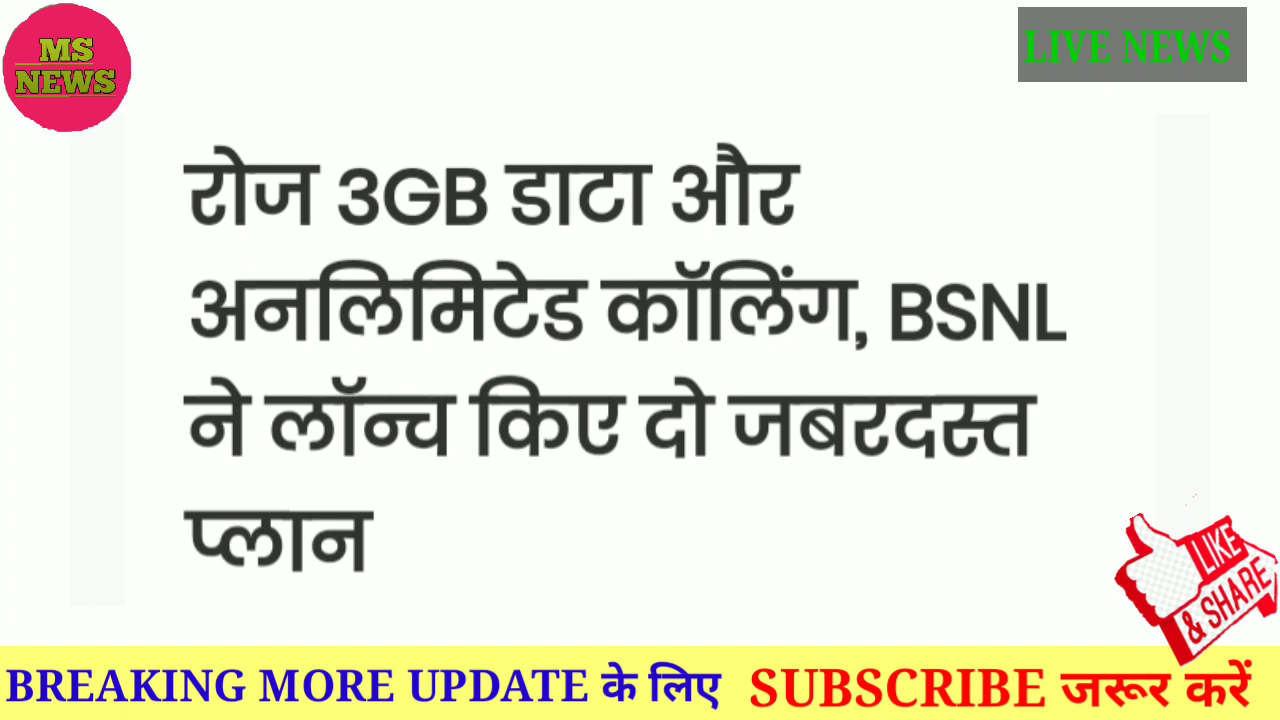 MS
NEWS
LIVE NEWS
रोज 3GB डाटा और
अनलिमिटेड कॉलिंग, BSNL
ने लॉन्च किए दो जबरदस्त
प्लान
LIKE
& SHARE
BREAKING MORE UPDATE के लिए SUBSCRIBE जरूर करें